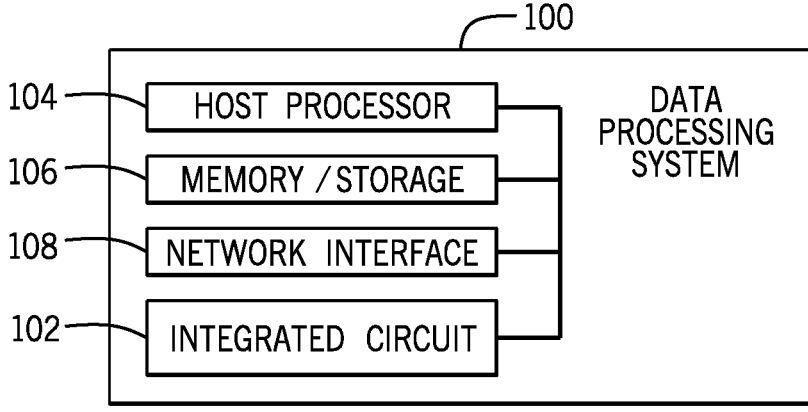 100
104
HOST PROCESSOR
DATA
PROCESSING
SYSTEM
106
MEMORY / STORAGE
108
NETWORK INTERFACE
102
INTEGRATED CIRCUIT